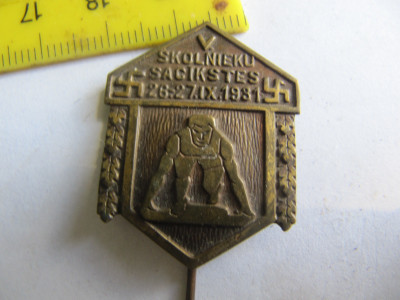 17
18
V
SKOLNIEKU
SACIKSTES
26-27.IX.1931